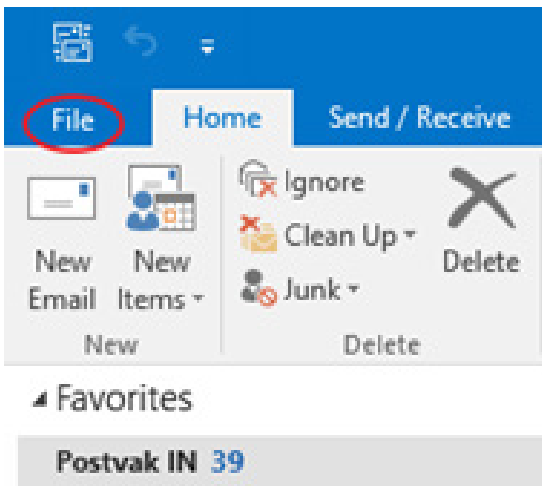 File Home Send / Receive
Ignore
Clean Up
New New Delete
Email Items Junk
New Delete
Favorites
Postvak IN 39